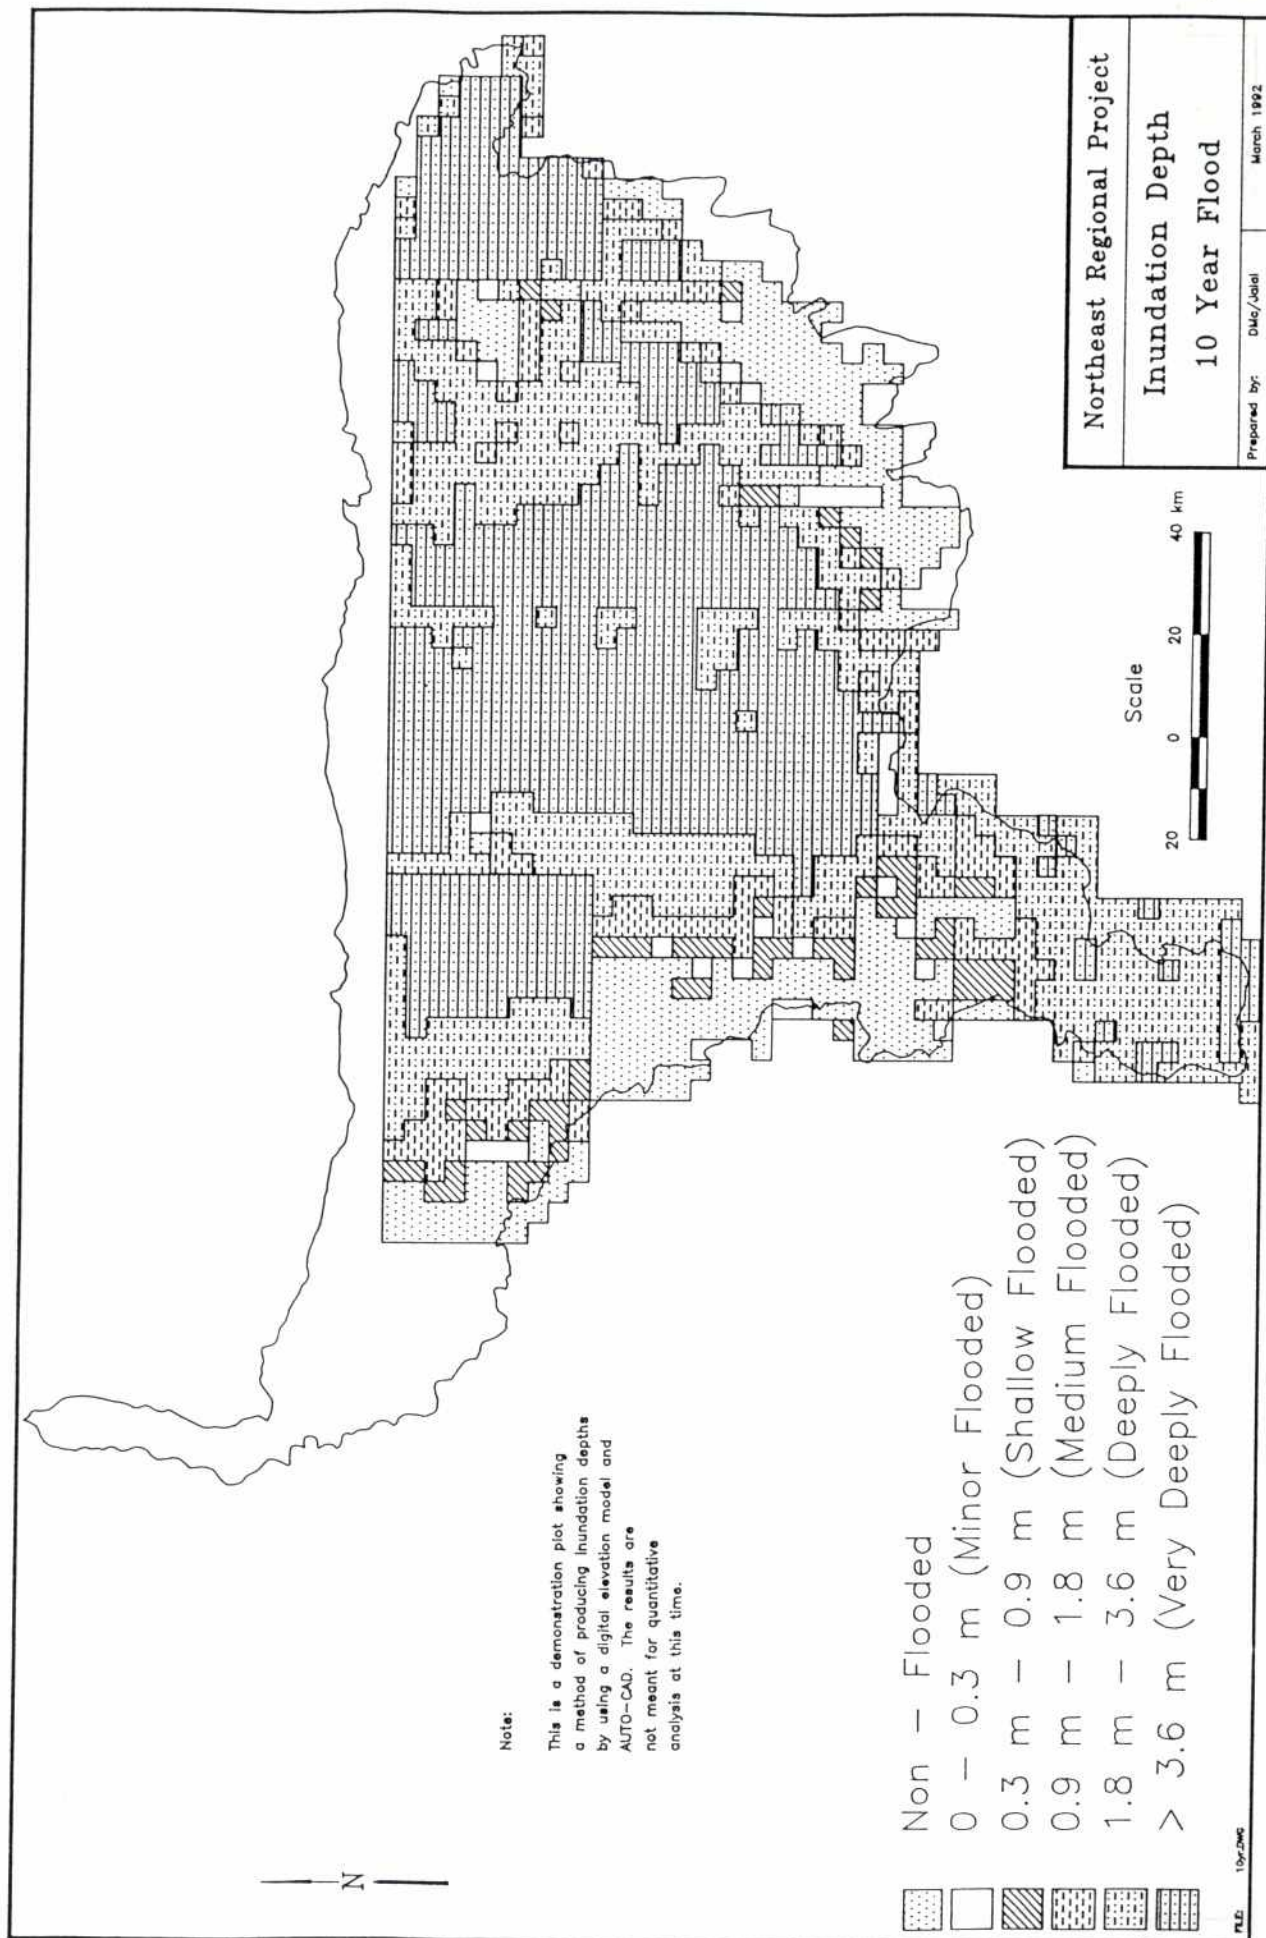 N
Note:
This is a demonstration plot showing
a method of producing inundation depths
by using a digital elevation model and
AUTO-CAD. The results are
not meant for quantitative
analysis at this time.
Non - Flooded
0 - 0.3 m (Minor Flooded)
0.3 m - 0.9 m (Shallow Flooded)
0.9 m - 1.8 m (Medium Flooded)
1.8 m - 3.6 m (Deeply Flooded)
> 3.6 m (Very Deeply Flooded)
FILE: 10yr.DWG
Scale
20 0 20 40 km
Northeast Regional Project
Inundation Depth
10 Year Flood
Prepared by: DMc/Jalal March 1992